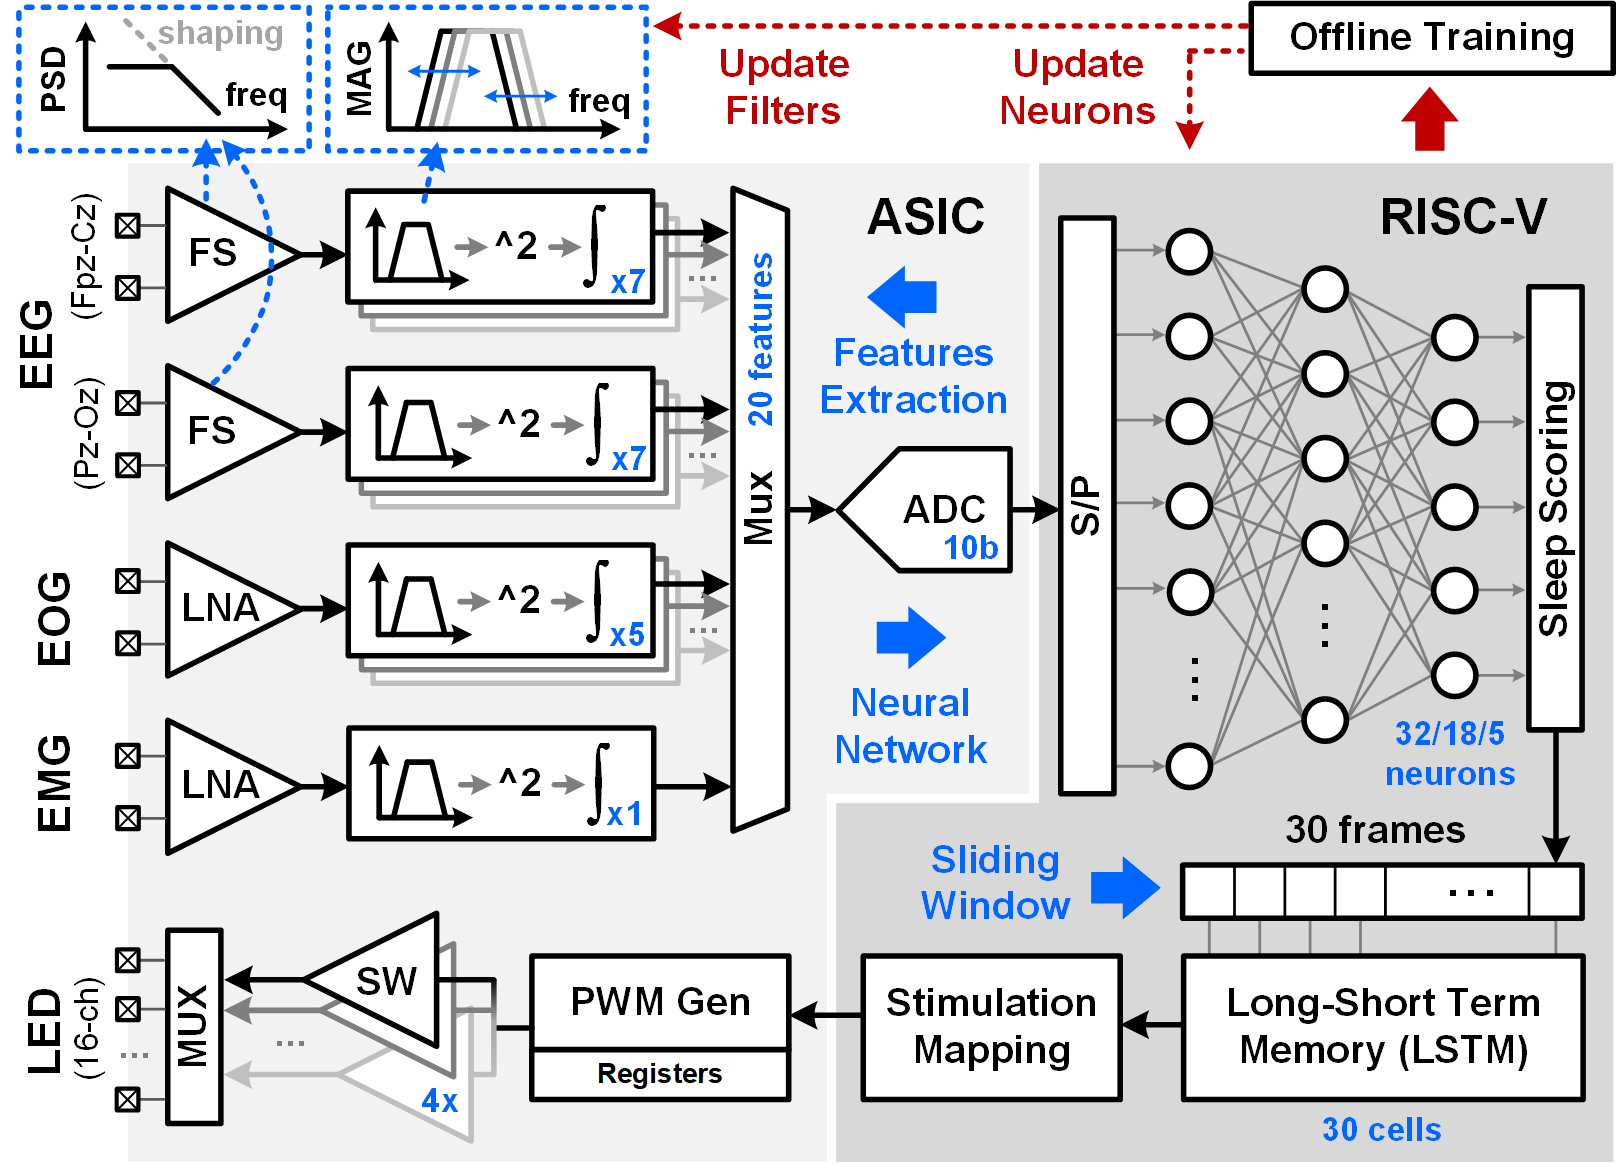 shaping
PSD
freq
MAG
freq
Update
Filters
Update
Neurons
Offline Training
ASIC
RISC-V
EEG
(Fpz-Cz)
FS
^2
∫
x7
...
(Pz-Oz)
FS
^2
∫
x7
...
EOG
LNA
^2
∫
x5
...
EMG
LNA
^2
∫
x1
20 features
Mux
Features
Extraction
ADC
10b
Neural
Network
S/P
Sleep Scoring
32/18/5
neurons
30 frames
Sliding
Window
...
LED
(16-ch)
...
MUX
...
SW
4x
PWM Gen
Registers
Stimulation
Mapping
Long-Short Term
Memory (LSTM)
30 cells